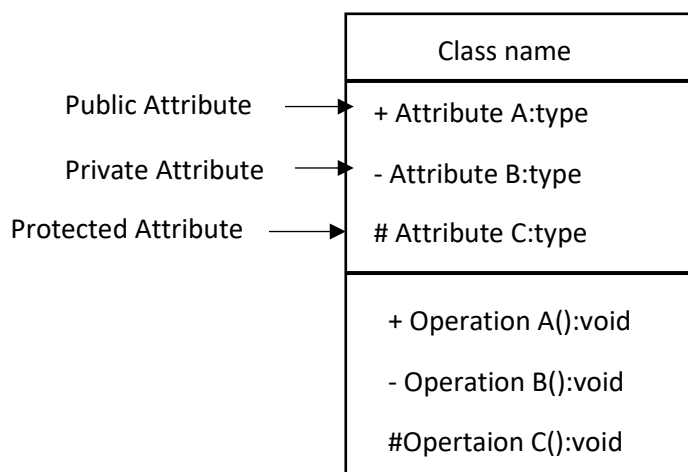 Class name
Public Attribute
+ Attribute A:type
Private Attribute
- Attribute B:type
Protected Attribute
# Attribute C:type
+ Operation A():void
- Operation B():void
#Opertaion C():void